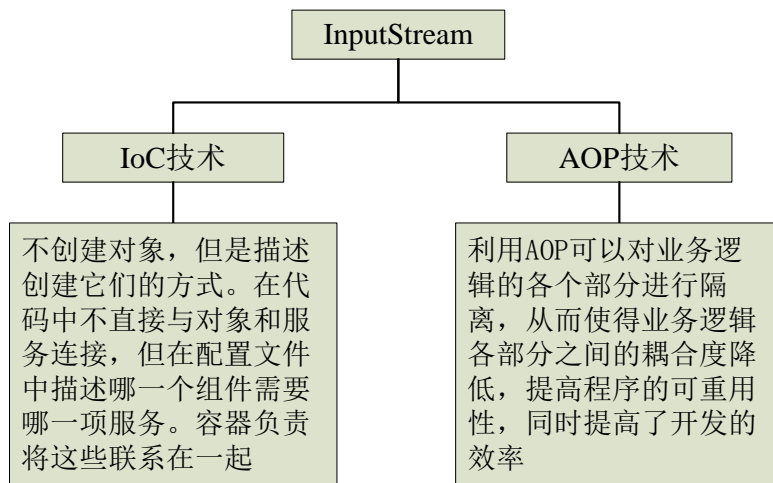 InputStream
IoC技术
AOP技术
不创建对象，但是描述
创建它们的方式。在代
码中不直接与对象和服
务连接，但在配置文件
中描述哪一个组件需要
哪一项服务。容器负责
将这些联系在一起
利用AOP可以对业务逻
辑的各个部分进行隔
离，从而使得业务逻辑
各部分之间的耦合度降
低，提高程序的可重用
性，同时提高了开发的
效率